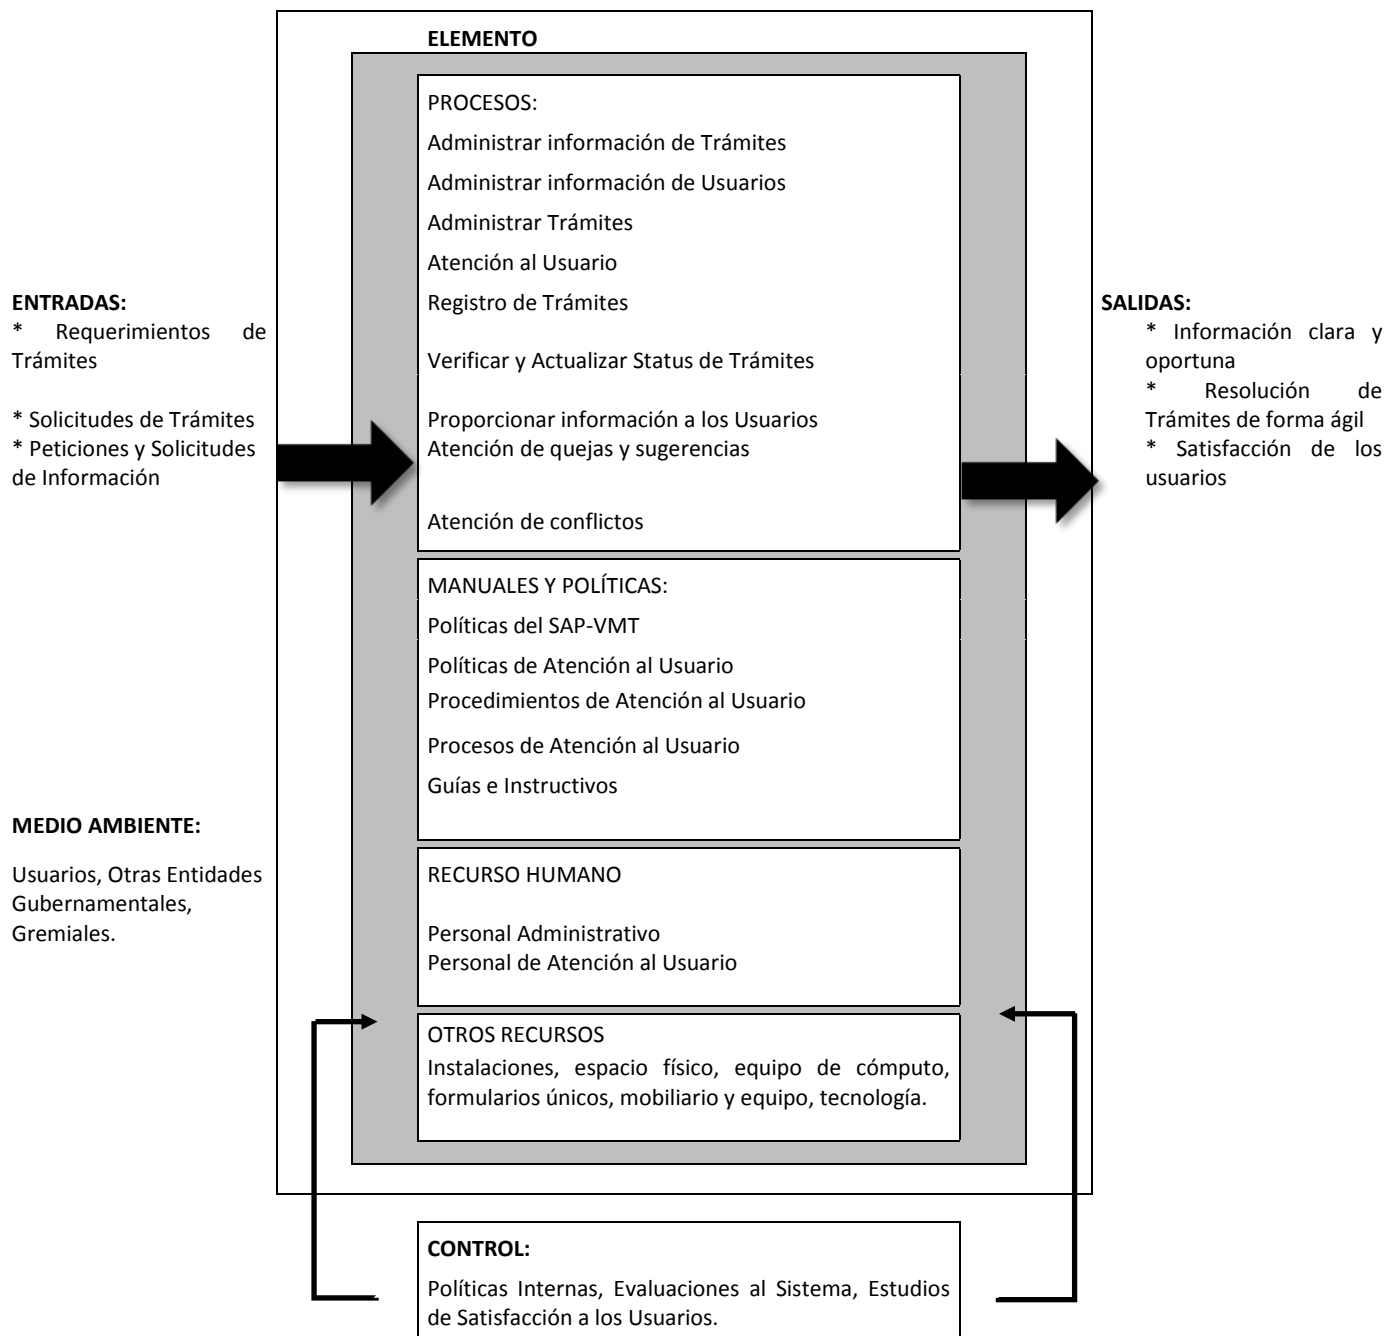 ELEMENTO
PROCESOS:
Administrar información de Trámites
Administrar información de Usuarios
Administrar Trámites
Atención al Usuario
Registro de Trámites
Verificar y Actualizar Status de Trámites
Proporcionar información a los Usuarios
Atención de quejas y sugerencias
Atención de conflictos
ENTRADAS:
* Requerimientos de
Trámites
* Solicitudes de Trámites
* Peticiones y Solicitudes
de Información
SALIDAS:
* Información clara y
oportuna
* Resolución de
Trámites de forma ágil
* Satisfacción de los
usuarios
MANUALES Y POLÍTICAS:
Políticas del SAP-VMT
Políticas de Atención al Usuario
Procedimientos de Atención al Usuario
Procesos de Atención al Usuario
Guías e Instructivos
MEDIO AMBIENTE:
Usuarios, Otras Entidades
Gubernamentales,
Gremiales.
RECURSO HUMANO
Personal Administrativo
Personal de Atención al Usuario
OTROS RECURSOS
Instalaciones, espacio físico, equipo de cómputo,
formularios únicos, mobiliario y equipo, tecnología.
CONTROL:
Políticas Internas, Evaluaciones al Sistema, Estudios
de Satisfacción a los Usuarios.